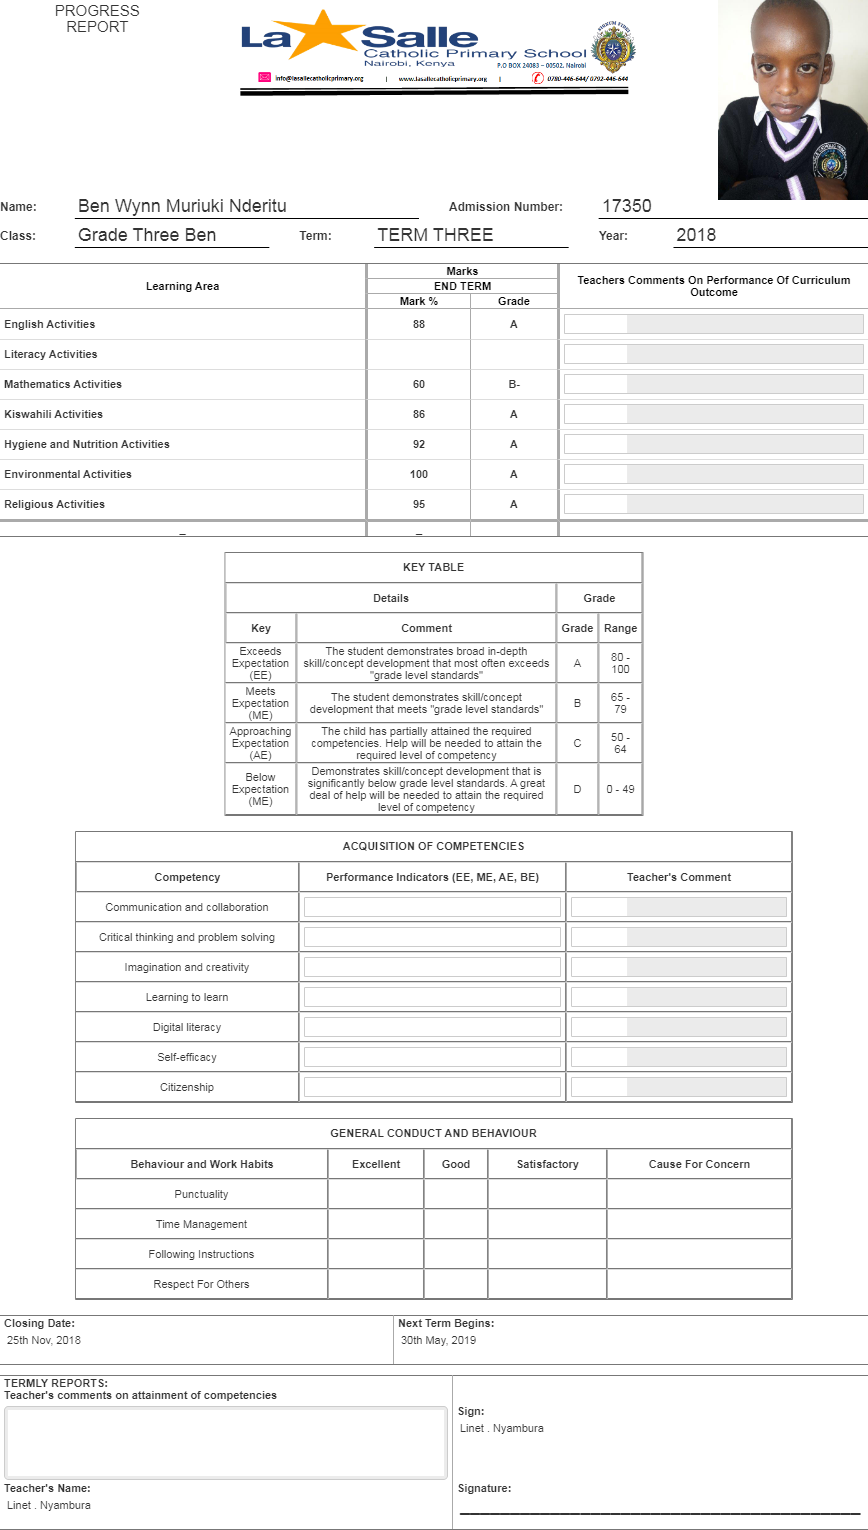 PROGRESS
REPORT
La Salle
Catholic Primary School
Nairobi, Kenya
P.O BOX 24083 – 00502. Nairobi
info@lasallecatholicprimary.org | www.lasallecatholicprimary.org | 0780-446-644/ 0792-446-644
Name: Ben Wynn Muriuki Nderitu Admission Number: 17350
Class: Grade Three Ben Term: TERM THREE Year: 2018
Learning Area Marks Teachers Comments On Performance Of Curriculum Outcome
END TERM
Mark % Grade
English Activities 88 A
Literacy Activities
Mathematics Activities 60 B-
Kiswahili Activities 86 A
Hygiene and Nutrition Activities 92 A
Environmental Activities 100 A
Religious Activities 95 A
_ _
KEY TABLE
Details Grade
Key Comment Grade Range
Exceeds Expectation (EE) The student demonstrates broad in-depth skill/concept development that most often exceeds "grade level standards" A 80 - 100
Meets Expectation (ME) The student demonstrates skill/concept development that meets "grade level standards" B 65 - 79
Approaching Expectation (AE) The child has partially attained the required competencies. Help will be needed to attain the required level of competency C 50 - 64
Below Expectation (ME) Demonstrates skill/concept development that is significantly below grade level standards. A great deal of help will be needed to attain the required level of competency D 0 - 49
ACQUISITION OF COMPETENCIES
Competency Performance Indicators (EE, ME, AE, BE) Teacher's Comment
Communication and collaboration
Critical thinking and problem solving
Imagination and creativity
Learning to learn
Digital literacy
Self-efficacy
Citizenship
GENERAL CONDUCT AND BEHAVIOUR
Behaviour and Work Habits Excellent Good Satisfactory Cause For Concern
Punctuality
Time Management
Following Instructions
Respect For Others
Closing Date: Next Term Begins:
25th Nov, 2018 30th May, 2019
TERMLY REPORTS:
Teacher's comments on attainment of competencies
Sign:
Linet . Nyambura
Teacher's Name: Signature:
Linet . Nyambura